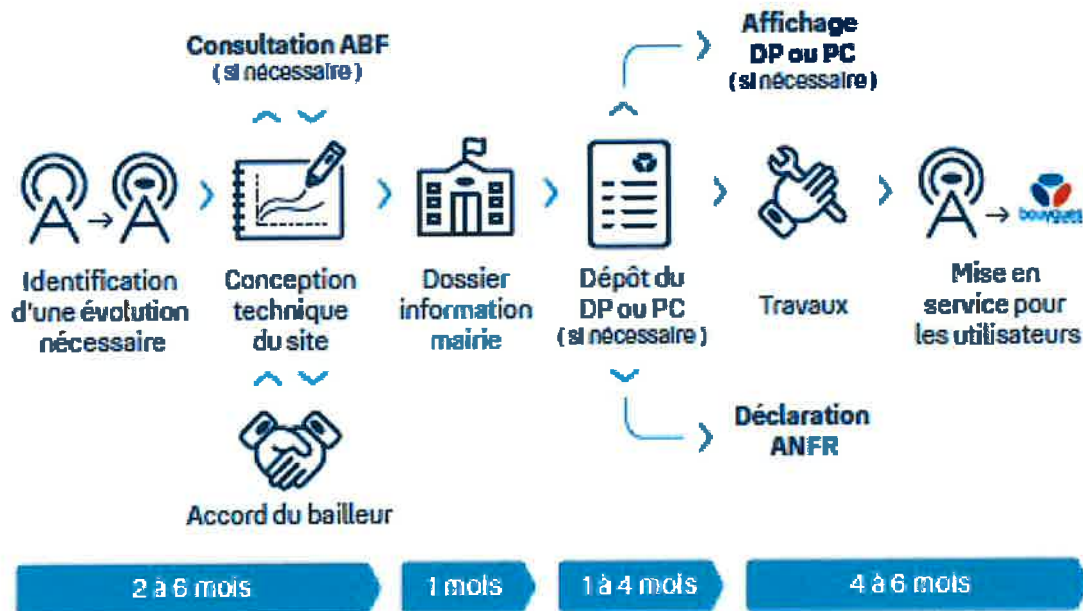 Consultation ABF
(si nécessaire)
Affichage
DP ou PC
(si nécessaire)
Identification
d'une évolution
nécessaire
Conception
technique
du site
Dossier
information
mairie
Dépôt du
DP ou PC
(si nécessaire)
Travaux
bouygues
Mise en
service pour
les utilisateurs
Accord du bailleur
Déclaration
ANFR
2 à 6 mois
1 mois
1 à 4 mois
4 à 6 mois